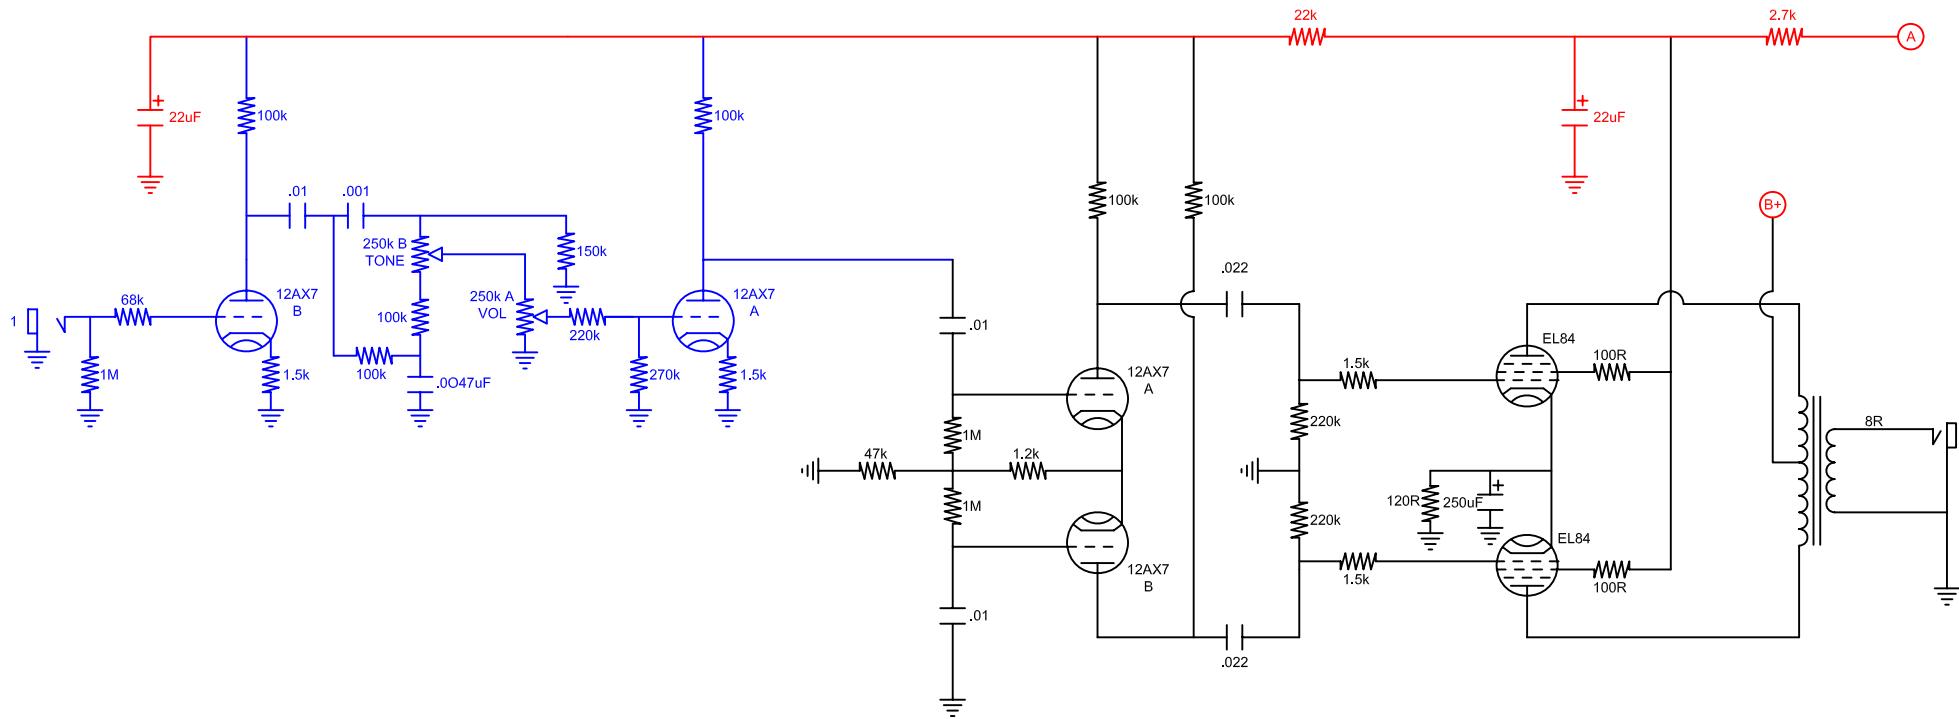 22k
2.7k
A
22uF
100k
100k
22uF
.01
.001
100k
100k
B+
250k B
TONE
150k
.022
68k
12AX7
B
250k A
VOL
12AX7
A
1
100k
220k
.01
EL84
1M
1.5k
100k
.0O47uF
270k
1.5k
12AX7
A
1.5k
100R
220k
8R
1M
47k
1.2k
1M
120R
250uF
220k
EL84
12AX7
B
1.5k
100R
.01
.022